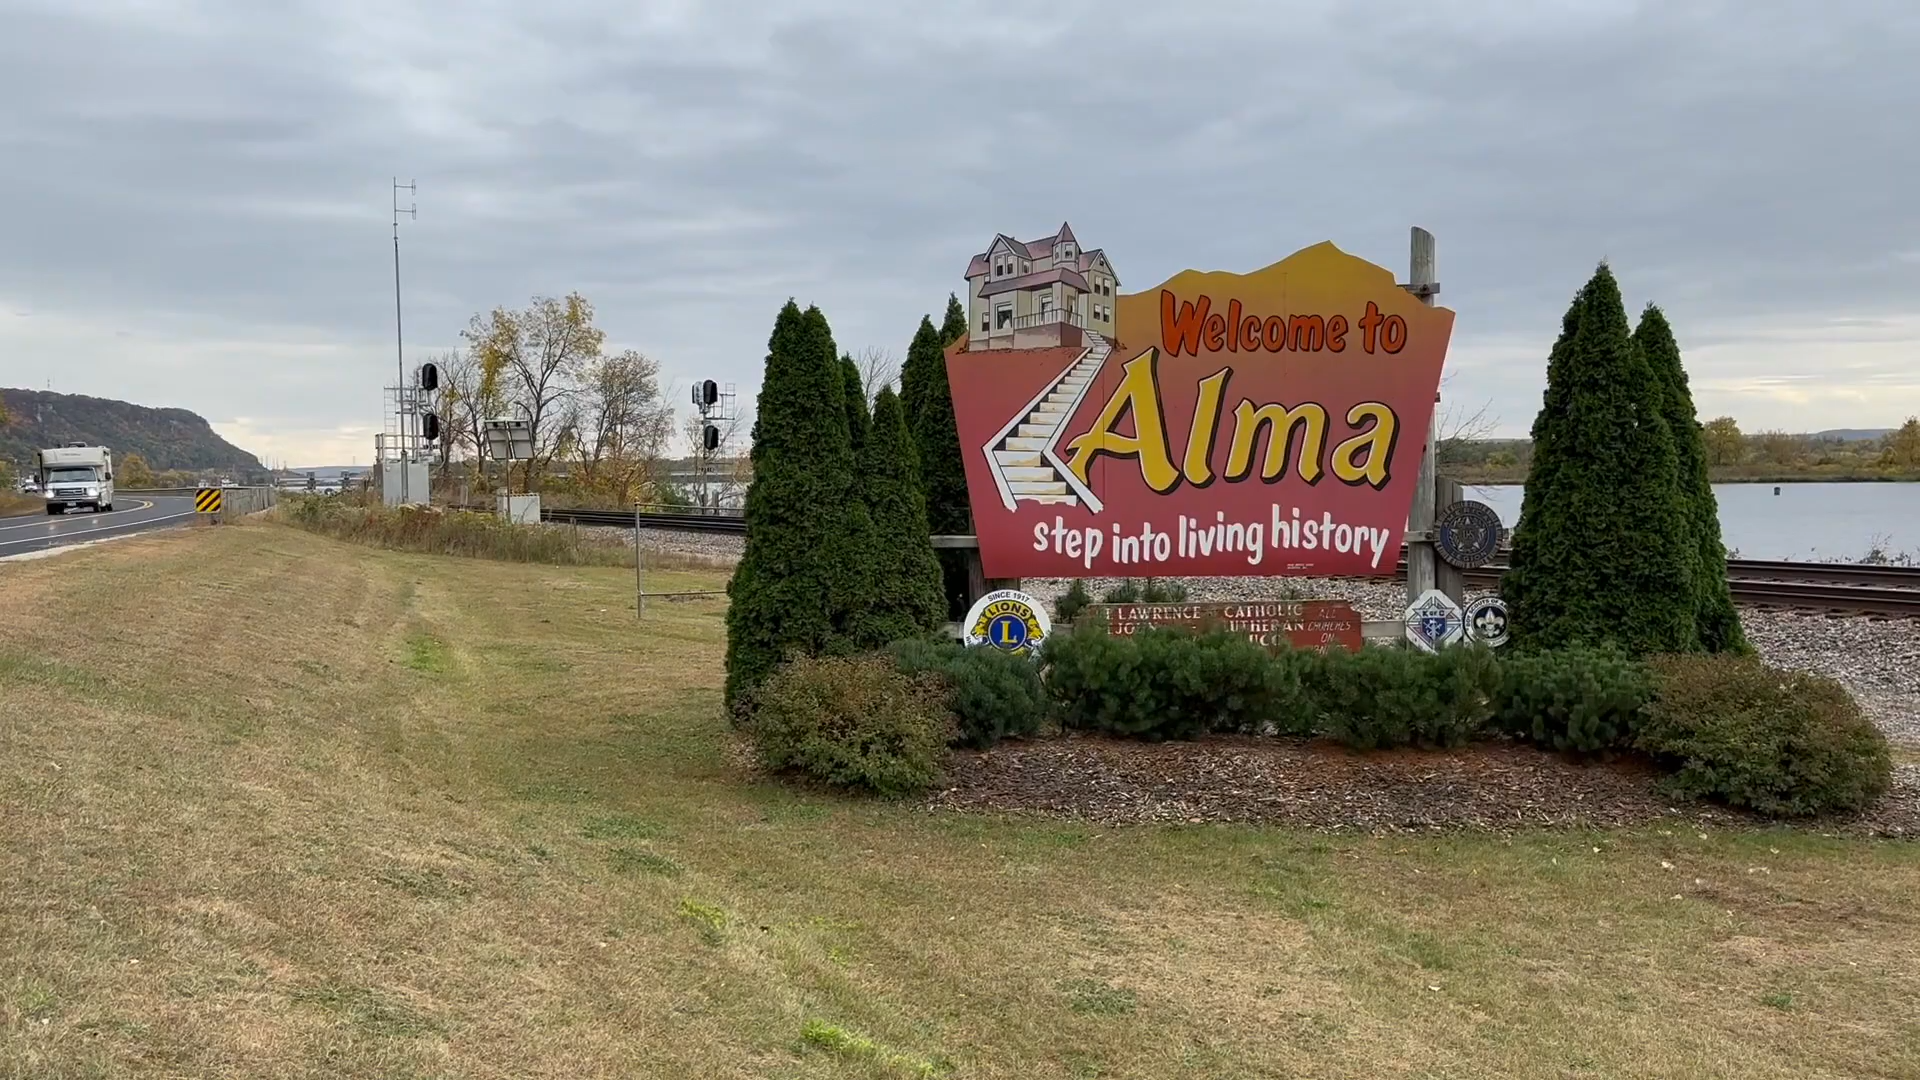 Welcome to
Alma
step into living history
SINCE 1917
LIONS
L
LAWRENCE CATHOLIC ALL
CHURCHES
ON
K of C